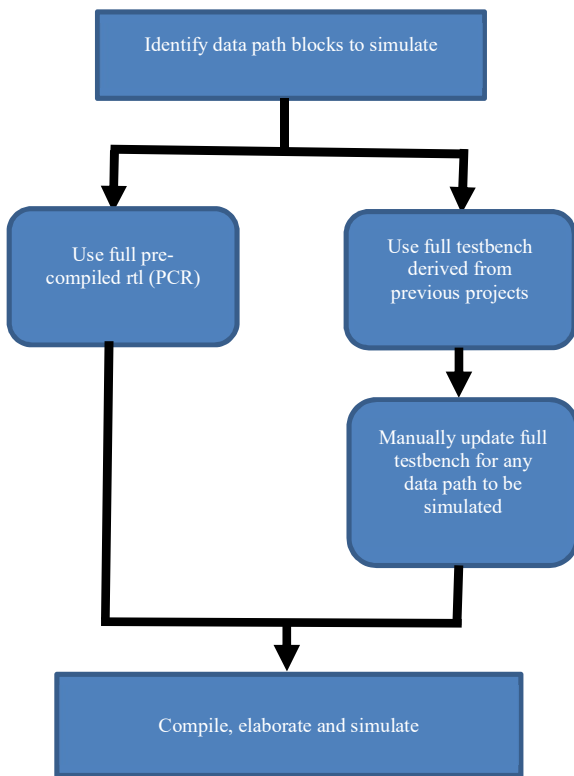 Identify data path blocks to simulate
Use full pre-
compiled rtl (PCR)
Use full testbench
derived from
previous projects
Manually update full
testbench for any
data path to be
simulated
Compile, elaborate and simulate